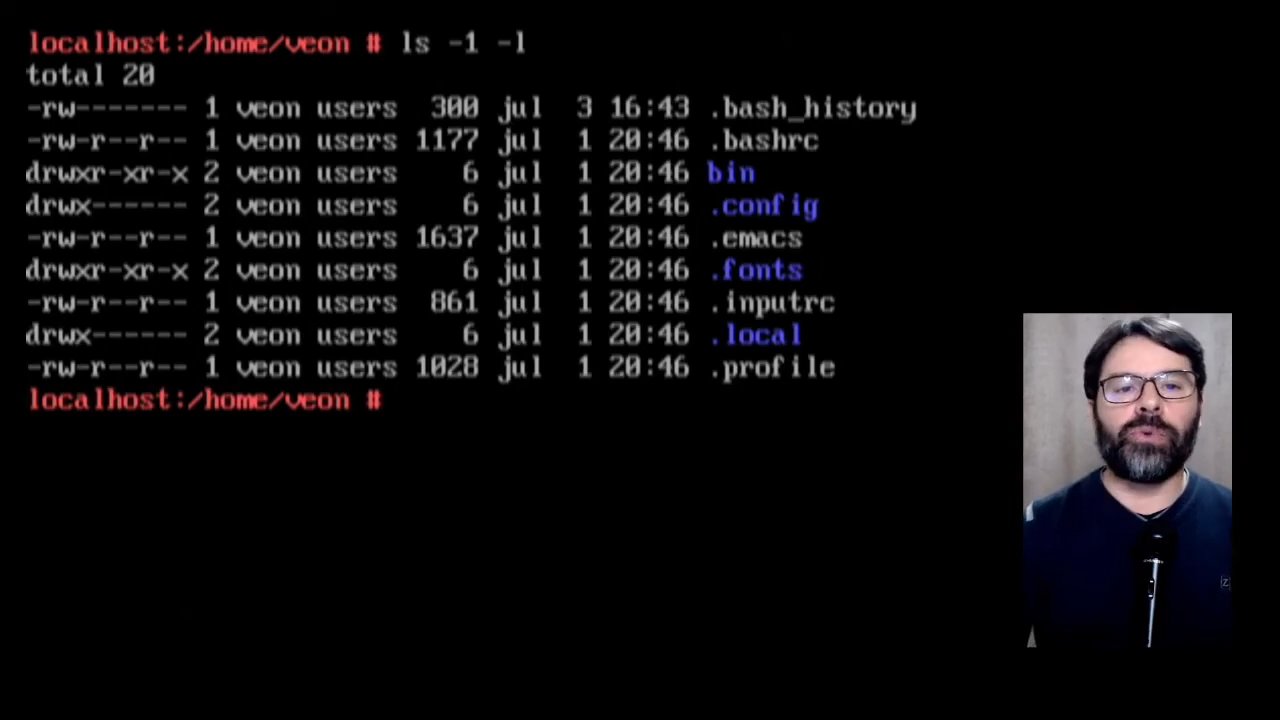 localhost:/home/veon # ls -1 -l
total 20
-rw------- 1 veon users  300 jul  3 16:43 .bash_history
-rw-r--r-- 1 veon users 1177 jul  1 20:46 .bashrc
drwxr-xr-x 2 veon users    6 jul  1 20:46 bin
drwx------ 2 veon users    6 jul  1 20:46 .config
-rw-r--r-- 1 veon users 1637 jul  1 20:46 .emacs
drwxr-xr-x 2 veon users    6 jul  1 20:46 .fonts
-rw-r--r-- 1 veon users  861 jul  1 20:46 .inputrc
drwx------ 2 veon users    6 jul  1 20:46 .local
-rw-r--r-- 1 veon users 1028 jul  1 20:46 .profile
localhost:/home/veon #